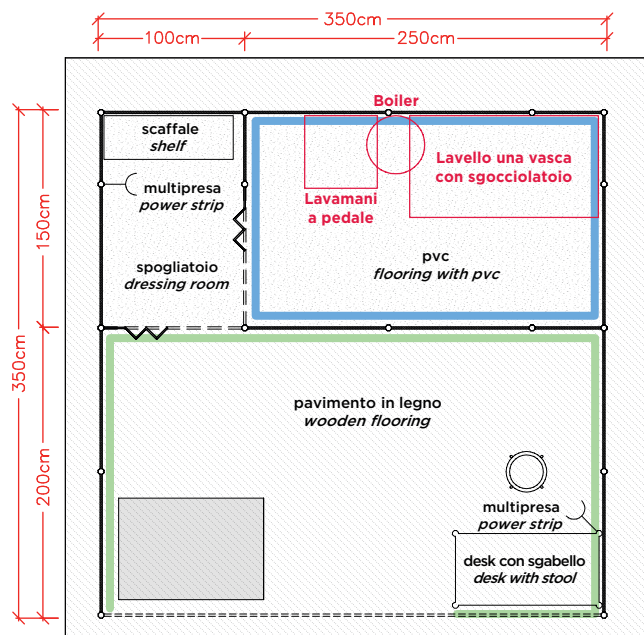 350cm
100cm
250cm
Boiler
scaffale
shelf
Lavello una vasca
con sgocciolatoio
multipresa
power strip
Lavamani
a pedale
150cm
350cm
spogliatoio
dressing room
pvc
flooring with pvc
pavimento in legno
wooden flooring
200cm
multipresa
power strip
desk con sgabello
desk with stool